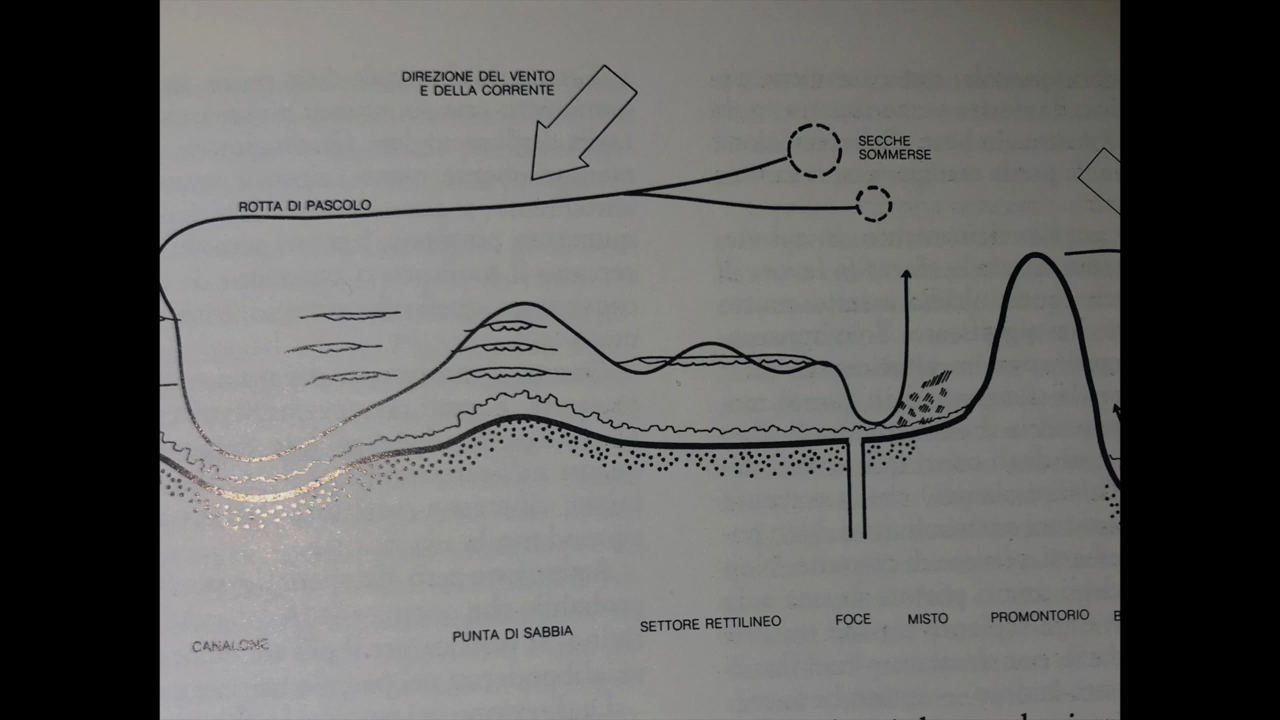 DIREZIONE DEL VENTO
E DELLA CORRENTE
SECCHE
SOMMERSE
ROTTA DI PASCOLO
CANALONE
PUNTA DI SABBIA
SETTORE RETTILINEO
FOCE
MISTO
PROMONTORIO